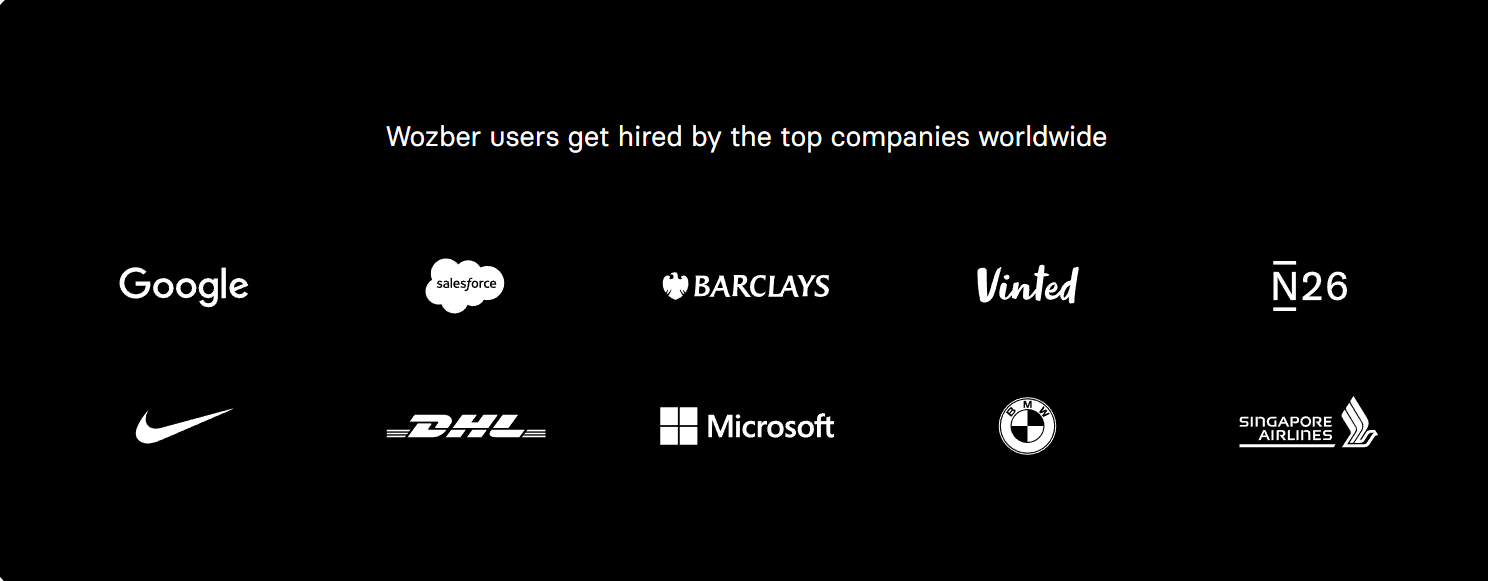 Wozber users get hired by the top companies worldwide
Google
salesforce
BARCLAYS
Vinted
N26
DHL
Microsoft
BMW
SINGAPORE
AIRLINES